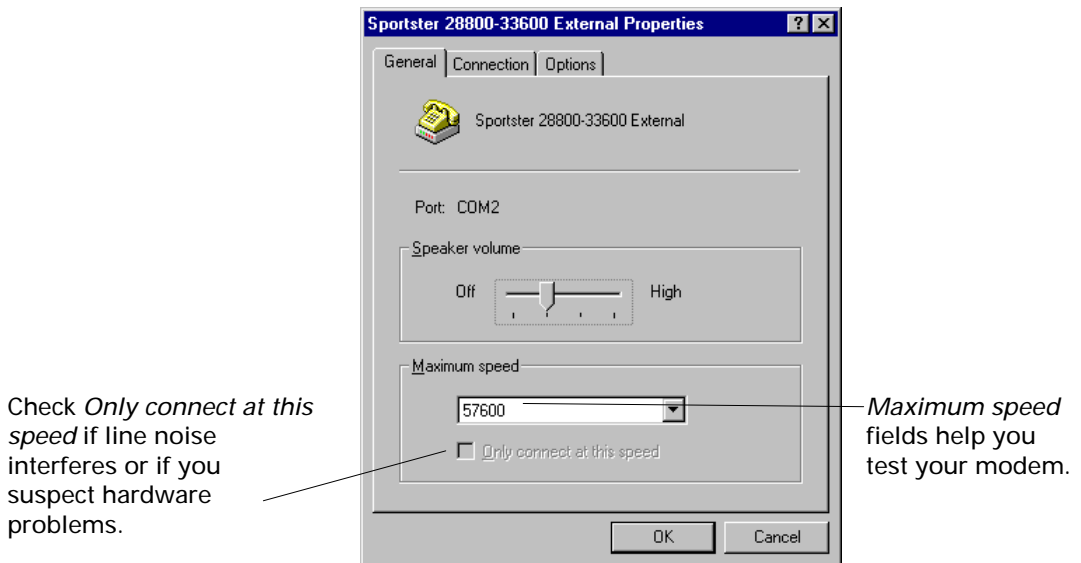 Sportster 28800-33600 External Properties
General Connection Options
Sportster 28800-33600 External
Port: COM2
Speaker volume
Off High
Maximum speed
57600
Only connect at this speed
OK Cancel
Check Only connect at this
speed if line noise
interferes or if you
suspect hardware
problems.
Maximum speed
fields help you
test your modem.